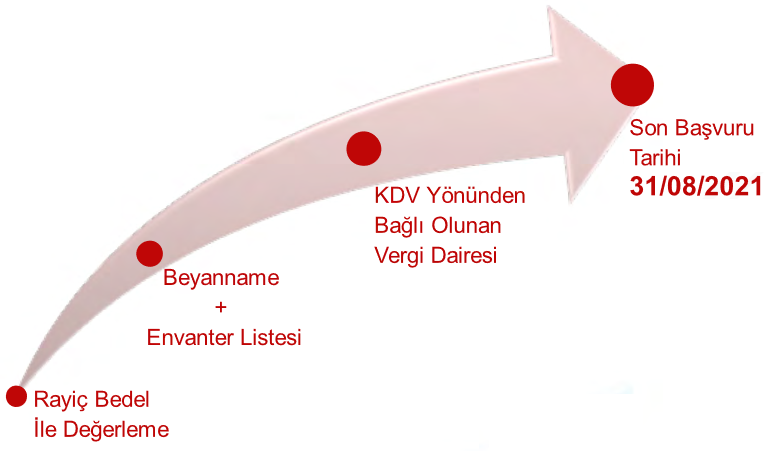 Rayiç Bedel
İle Değerleme
Beyanname
+
Envanter Listesi
KDV Yönünden
Bağlı Olunan
Vergi Dairesi
Son Başvuru
Tarihi
31/08/2021